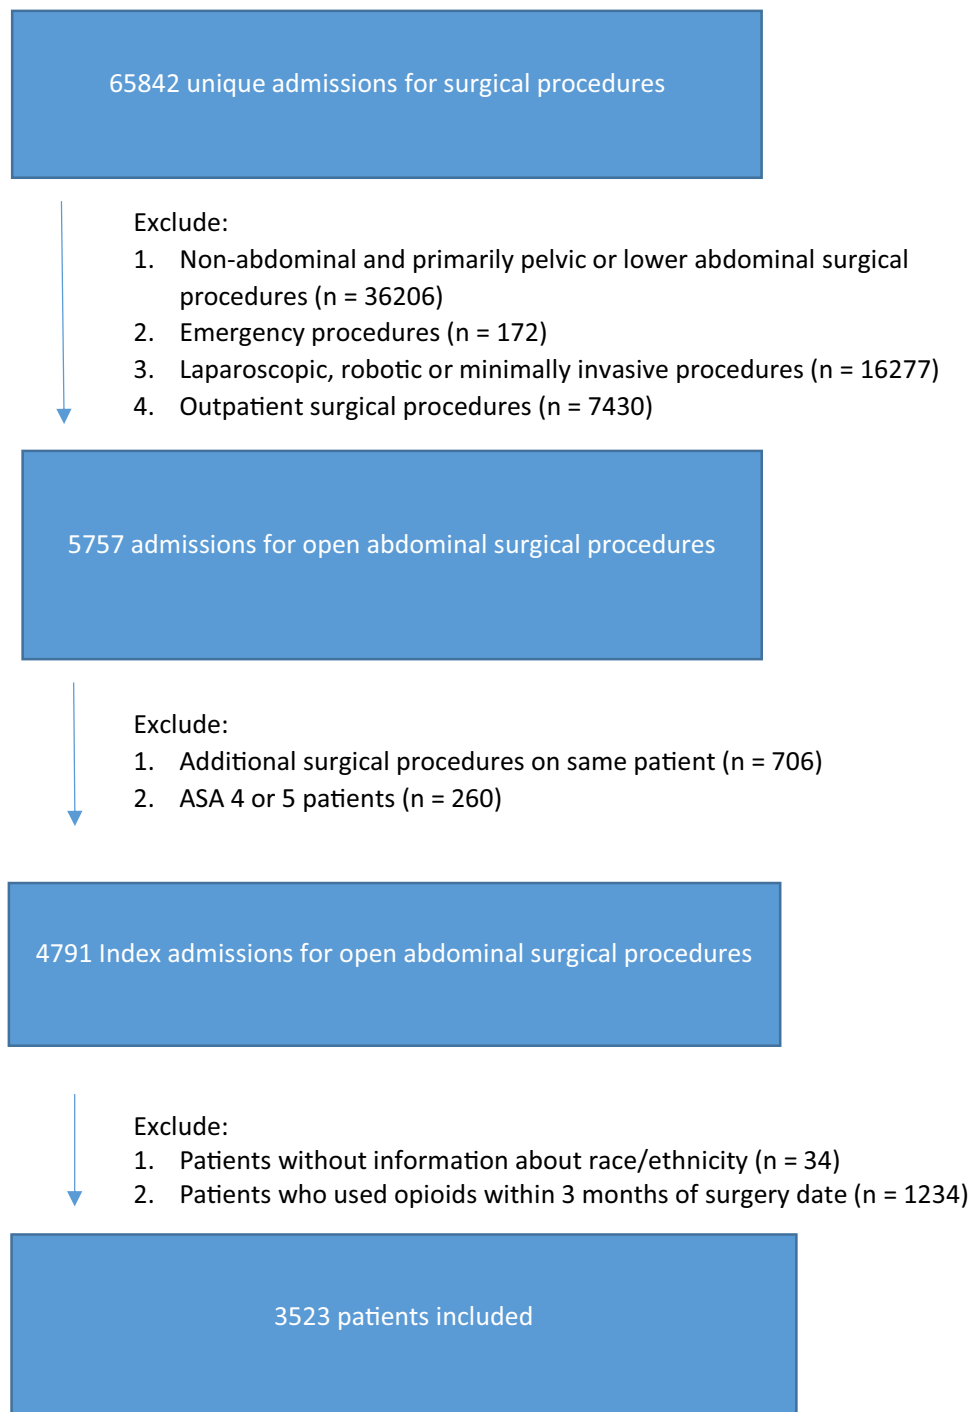 65842 unique admissions for surgical procedures
Exclude:
1. Non-abdominal and primarily pelvic or lower abdominal surgical
procedures (n = 36206)
2. Emergency procedures (n = 172)
3. Laparoscopic, robotic or minimally invasive procedures (n = 16277)
4. Outpatient surgical procedures (n = 7430)
5757 admissions for open abdominal surgical procedures
Exclude:
1. Additional surgical procedures on same patient (n = 706)
2. ASA 4 or 5 patients (n = 260)
4791 Index admissions for open abdominal surgical procedures
Exclude:
1. Patients without information about race/ethnicity (n = 34)
2. Patients who used opioids within 3 months of surgery date (n = 1234)
3523 patients included